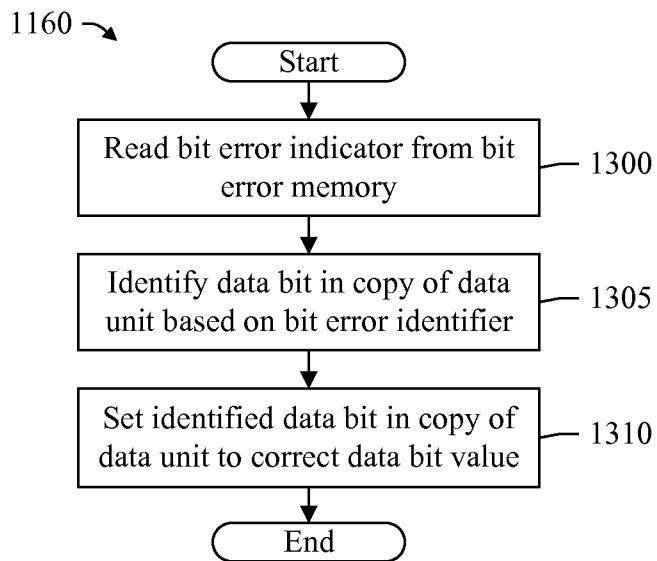 1160
Start
Read bit error indicator from bit
error memory
1300
Identify data bit in copy of data
unit based on bit error identifier
1305
Set identified data bit in copy of
data unit to correct data bit value
1310
End